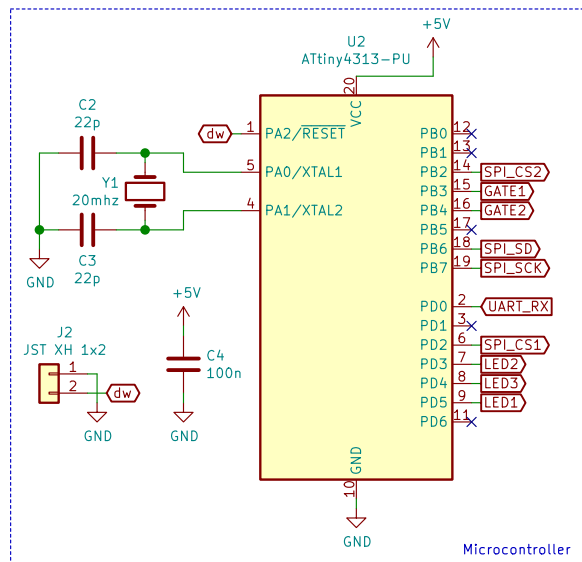 +5V
U2
ATtiny4313-PU
20
VCC
C2
22p
dw
1
PA2/RESET
PB0
12
PB1
13
5
PA0/XTAL1
PB2
14
SPI_CS2
Y1
20mhz
PB3
15
GATE1
4
PA1/XTAL2
PB4
16
GATE2
PB5
17
C3
22p
PB6
18
SPI_SD
PB7
19
SPI_SCK
GND
+5V
PD0
2
UART_RX
PD1
3
J2
JST XH 1x2
PD2
6
SPI_CS1
C4
100n
PD3
7
LED2
1
PD4
8
LED3
2
dw
PD5
9
LED1
PD6
11
GND
GND
GND
10
GND
Microcontroller